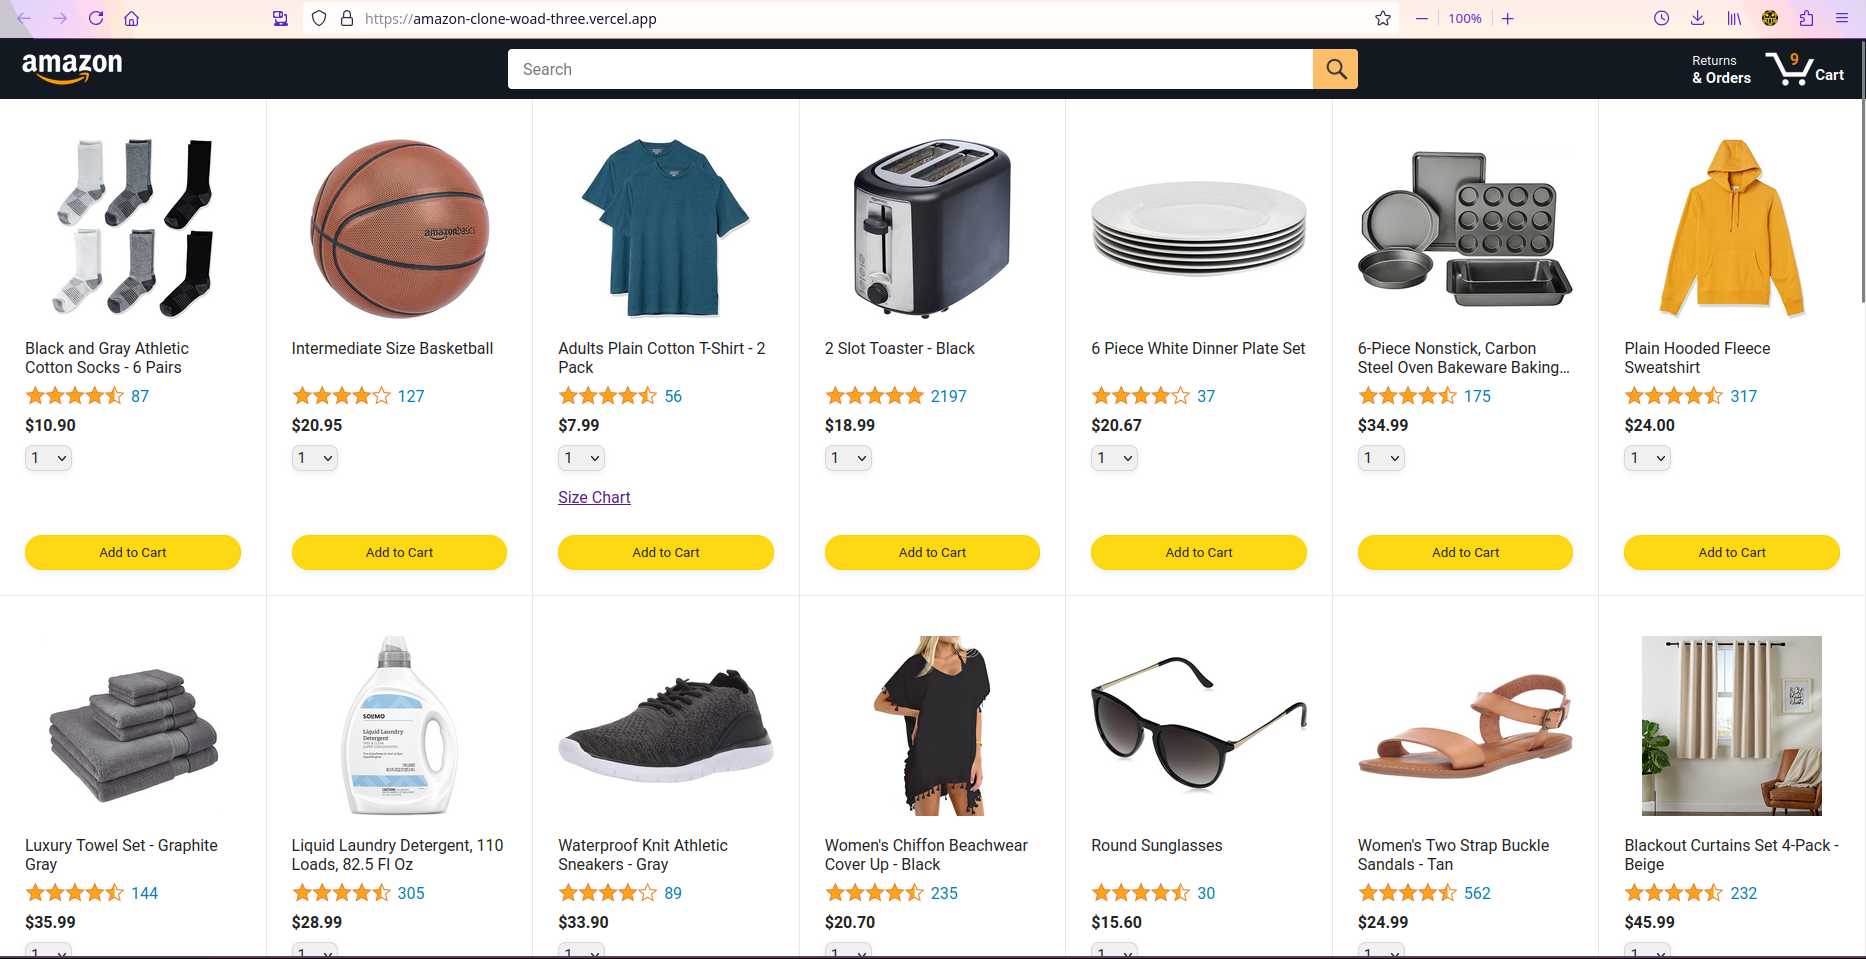 https://amazon-clone-woad-three.vercel.app
100%
amazon
Search
Returns
& Orders
9
Cart
amazonbasics
Black and Gray Athletic
Cotton Socks - 6 Pairs
87
$10.90
1
Intermediate Size Basketball
127
$20.95
1
Adults Plain Cotton T-Shirt - 2
Pack
56
$7.99
1
Size Chart
2 Slot Toaster - Black
2197
$18.99
1
6 Piece White Dinner Plate Set
37
$20.67
1
6-Piece Nonstick, Carbon
Steel Oven Bakeware Baking...
175
$34.99
1
Plain Hooded Fleece
Sweatshirt
317
$24.00
1
Add to Cart
Add to Cart
Add to Cart
Add to Cart
Add to Cart
Add to Cart
Add to Cart
SOLIMO
Liquid Laundry
Detergent
Luxury Towel Set - Graphite
Gray
144
$35.99
1
Liquid Laundry Detergent, 110
Loads, 82.5 Fl Oz
305
$28.99
1
Waterproof Knit Athletic
Sneakers - Gray
89
$33.90
1
Women's Chiffon Beachwear
Cover Up - Black
235
$20.70
1
Round Sunglasses
30
$15.60
1
Women's Two Strap Buckle
Sandals - Tan
562
$24.99
1
Blackout Curtains Set 4-Pack -
Beige
232
$45.99
1